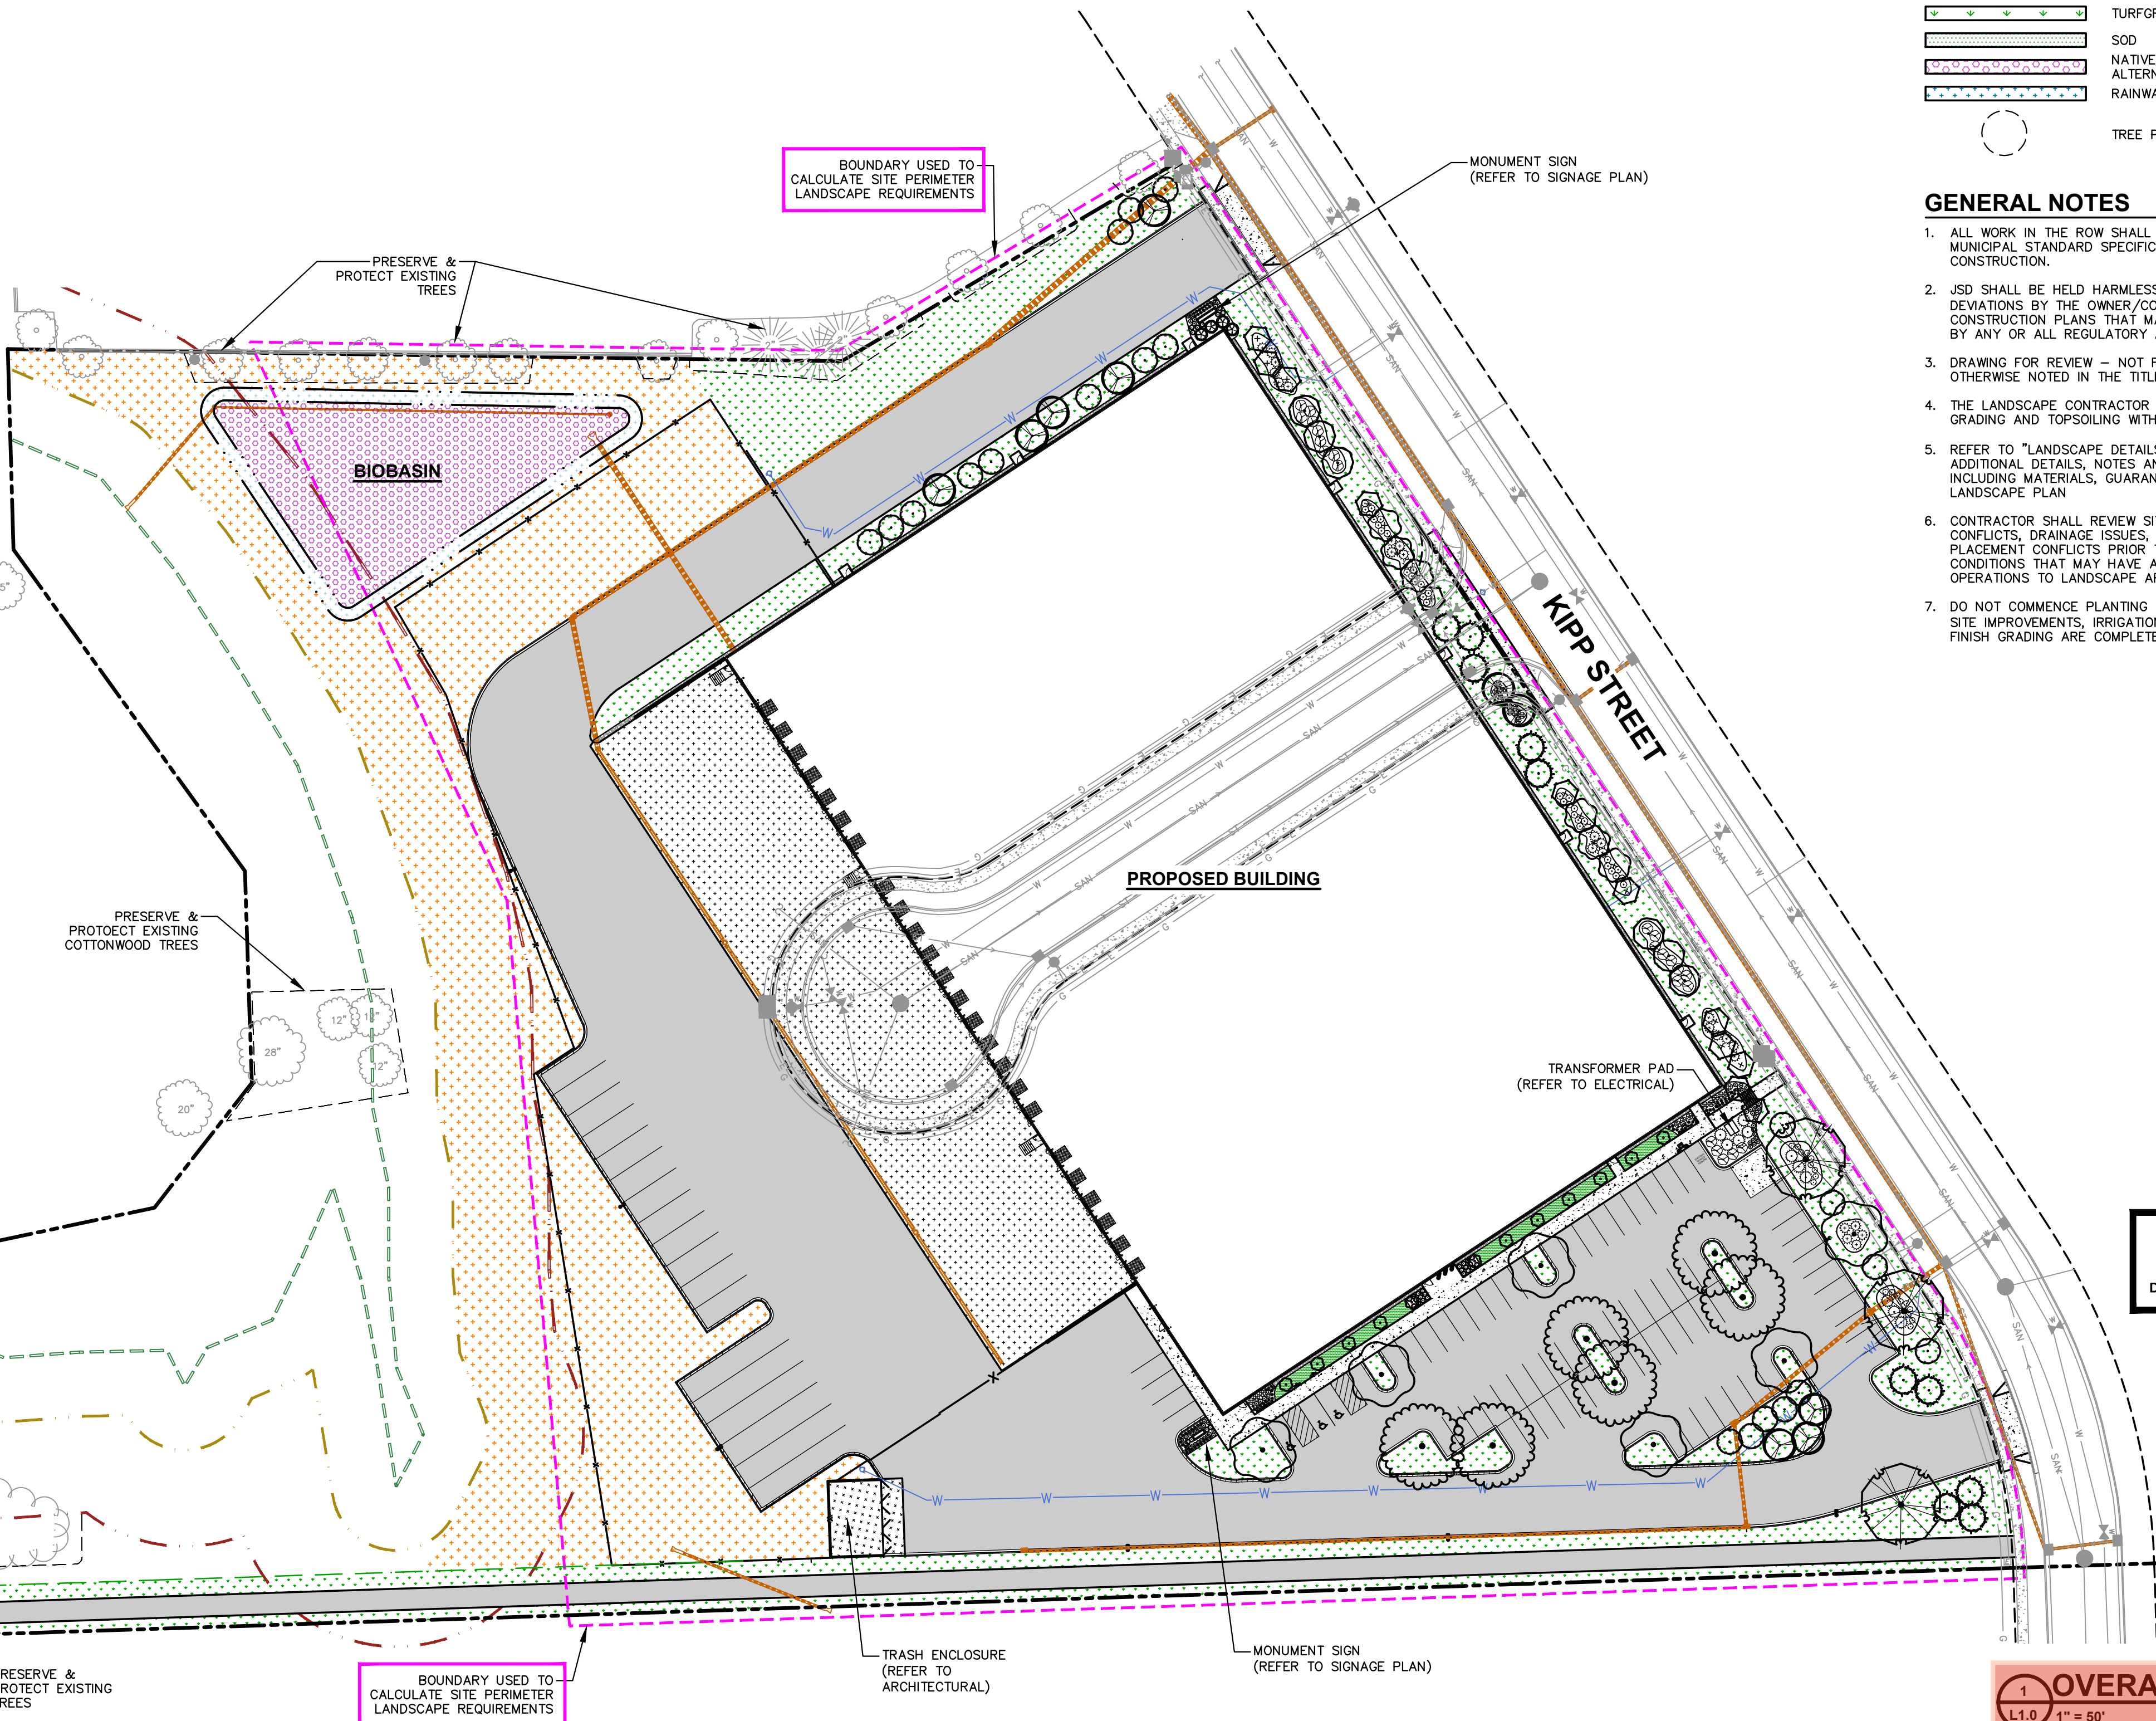 TURFG
SOD
NATIVE
ALTERN
RAINWA
TREE P
GENERAL NOTES
1. ALL WORK IN THE ROW SHALL
MUNICIPAL STANDARD SPECIFIC
CONSTRUCTION.
2. JSD SHALL BE HELD HARMLESS
DEVIATIONS BY THE OWNER/CO
CONSTRUCTION PLANS THAT MA
BY ANY OR ALL REGULATORY
3. DRAWING FOR REVIEW – NOT F
OTHERWISE NOTED IN THE TITL
4. THE LANDSCAPE CONTRACTOR
GRADING AND TOPSOILING WITH
5. REFER TO "LANDSCAPE DETAILS
ADDITIONAL DETAILS, NOTES AN
INCLUDING MATERIALS, GUARAN
LANDSCAPE PLAN
6. CONTRACTOR SHALL REVIEW SI
CONFLICTS, DRAINAGE ISSUES,
PLACEMENT CONFLICTS PRIOR T
CONDITIONS THAT MAY HAVE A
OPERATIONS TO LANDSCAPE AR
7. DO NOT COMMENCE PLANTING
SITE IMPROVEMENTS, IRRIGATION
FINISH GRADING ARE COMPLETE
BOUNDARY USED TO
CALCULATE SITE PERIMETER
LANDSCAPE REQUIREMENTS
MONUMENT SIGN
(REFER TO SIGNAGE PLAN)
PRESERVE &
PROTECT EXISTING
TREES
BIOBASIN
KIPP STREET
PROPOSED BUILDING
PRESERVE &
PROTOECT EXISTING
COTTONWOOD TREES
12"
28"
20"
TRANSFORMER PAD
(REFER TO ELECTRICAL)
TRASH ENCLOSURE
(REFER TO
ARCHITECTURAL)
MONUMENT SIGN
(REFER TO SIGNAGE PLAN)
BOUNDARY USED TO
CALCULATE SITE PERIMETER
LANDSCAPE REQUIREMENTS
RESERVE &
ROTECT EXISTING
REES
1
L1.0
OVERA
1" = 50'